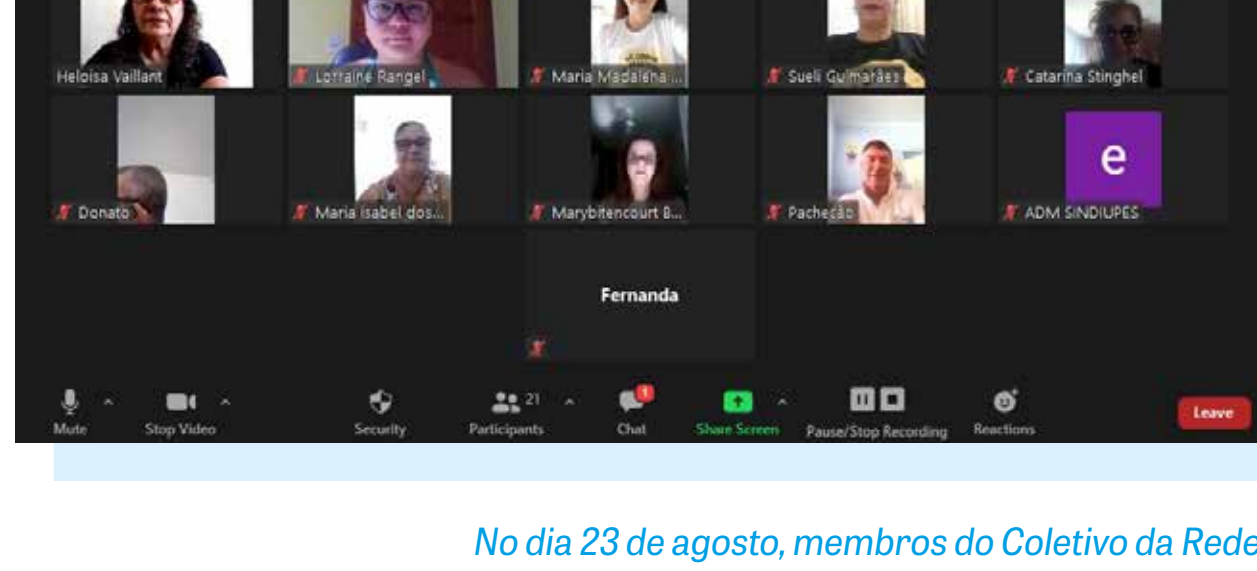 Heloisa Vaillant
Lorraine Rangel
Maria Madalena ...
Sueli Guimarães
Catarina Stinghel
Donato
Maria Isabel dos...
Marybitencourt B...
Pachecão
e
ADM SINDIUPES
Fernanda
21
1
Mute
Stop Video
Security
Participants
Chat
Share Screen
Pause/Stop Recording
Reactions
Leave
No dia 23 de agosto, membros do Coletivo da Rede